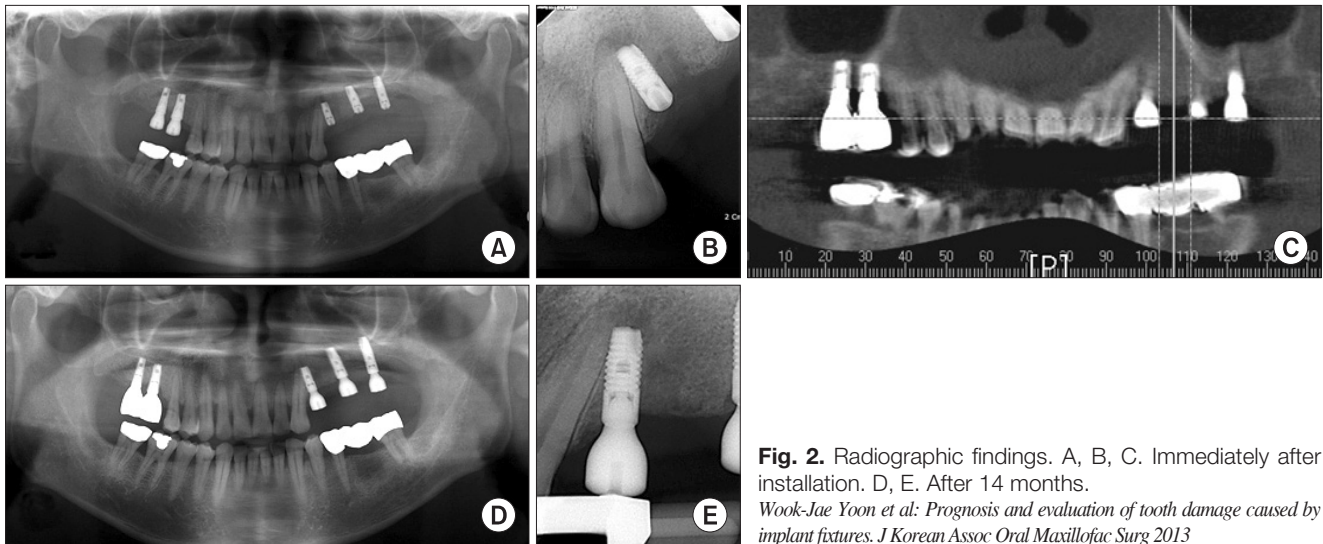 A
B
2 C
C
10 20 30 40 50 60 70 80 90 100 110 120 130 140
[P]
D
E
Fig. 2. Radiographic findings. A, B, C. Immediately after
installation. D, E. After 14 months.
Wook-Jae Yoon et al: Prognosis and evaluation of tooth damage caused by
implant fixtures. J Korean Assoc Oral Maxillofac Surg 2013